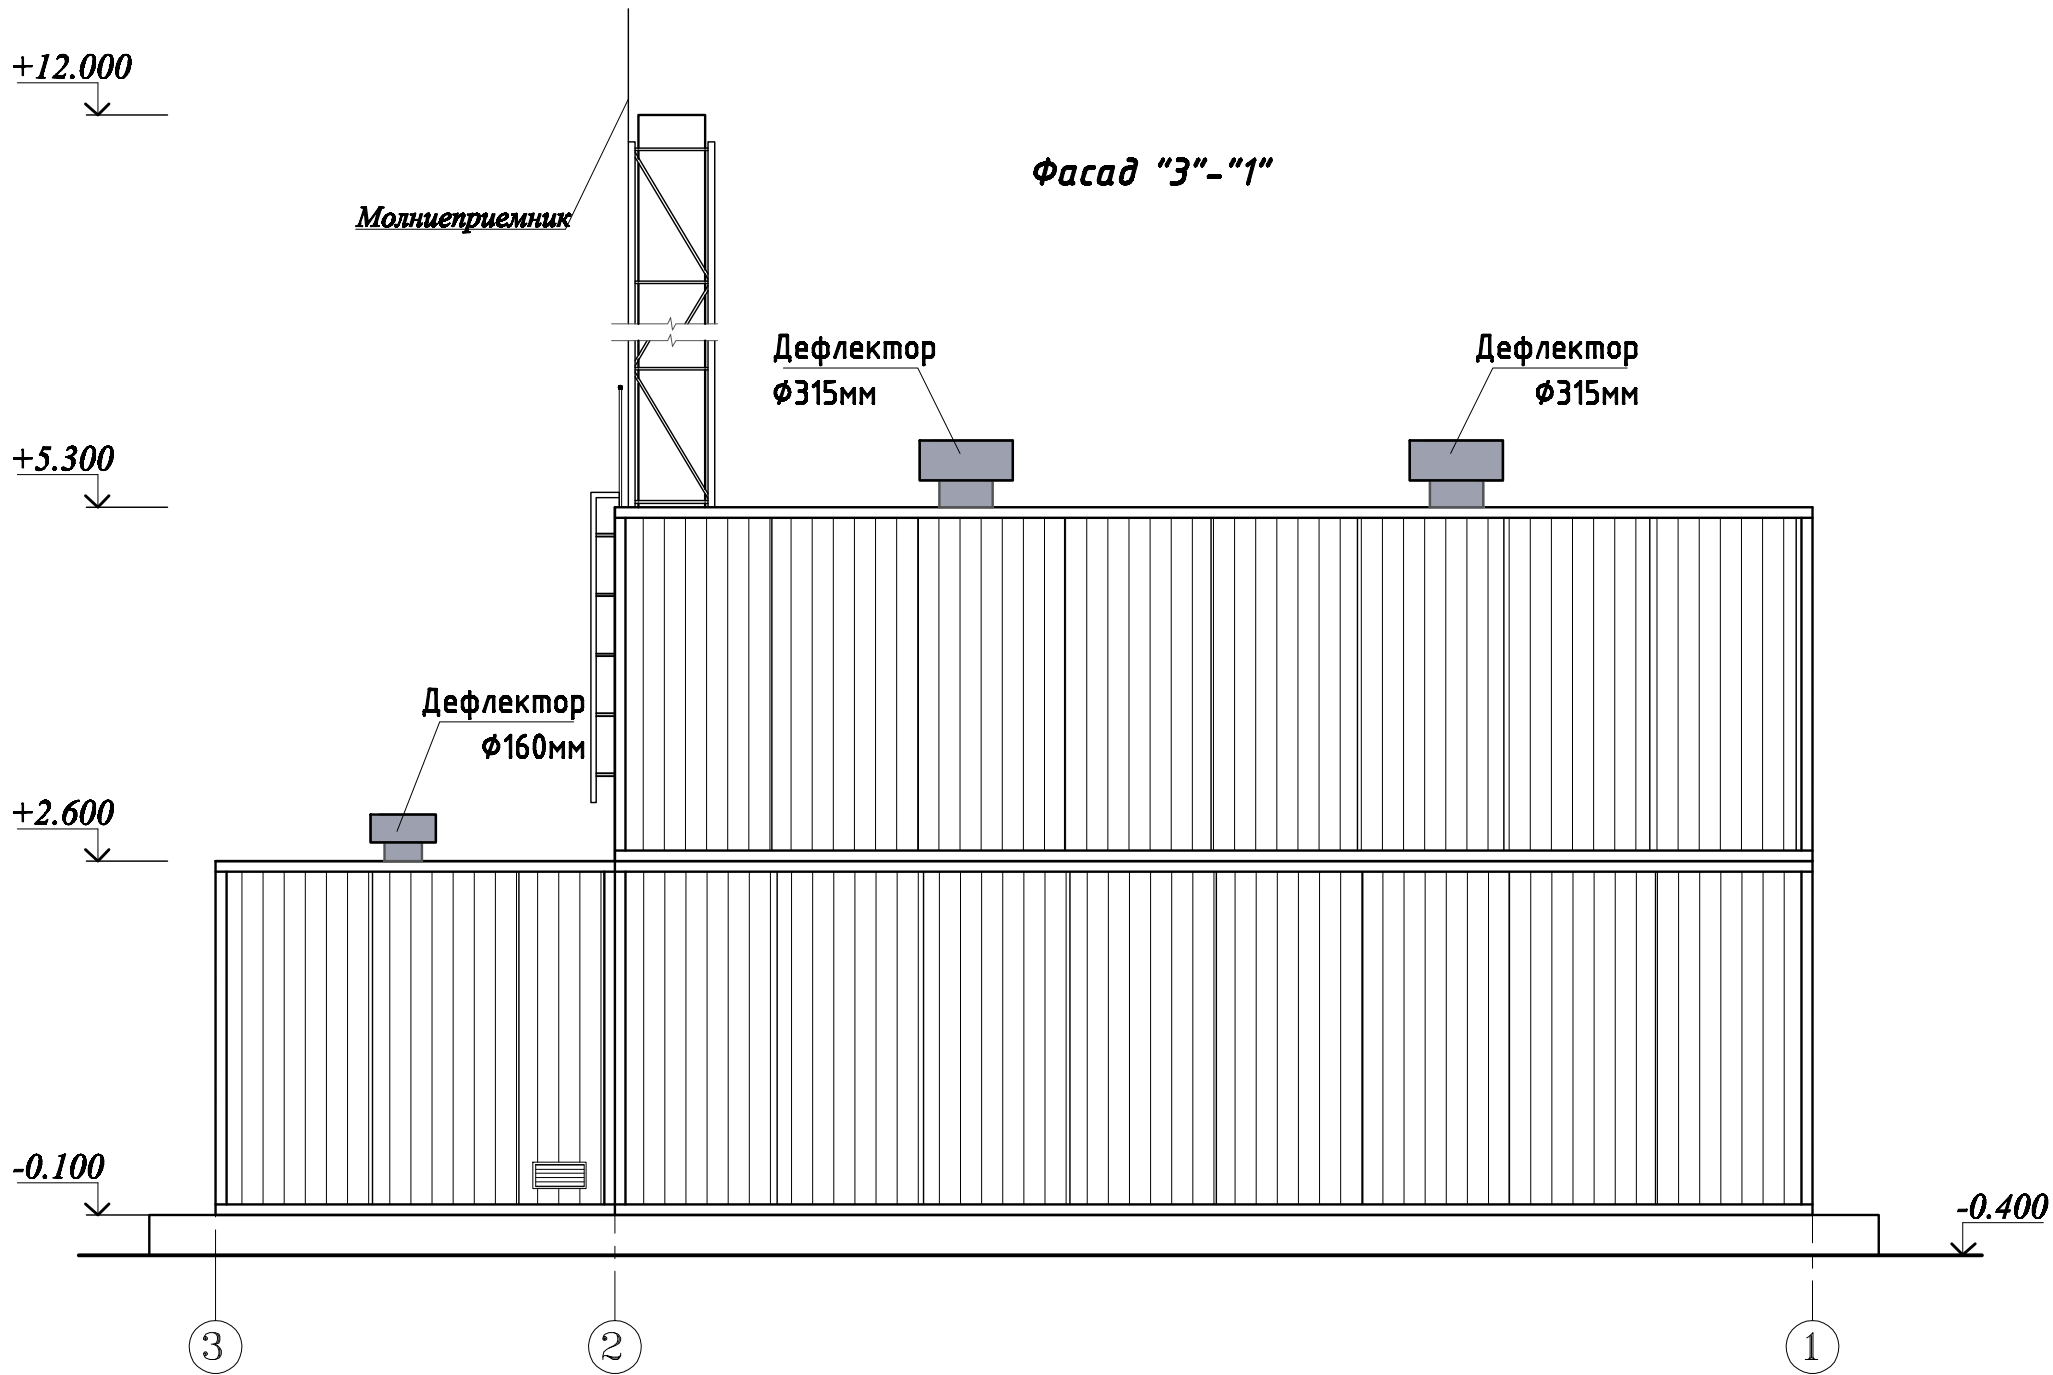 +12.000
Фасад "3"-"1"
Молниеприемник
Дефлектор
Ф315мм
Дефлектор
Ф315мм
+5.300
Дефлектор
Ф160мм
+2.600
-0.100
-0.400
3
2
1